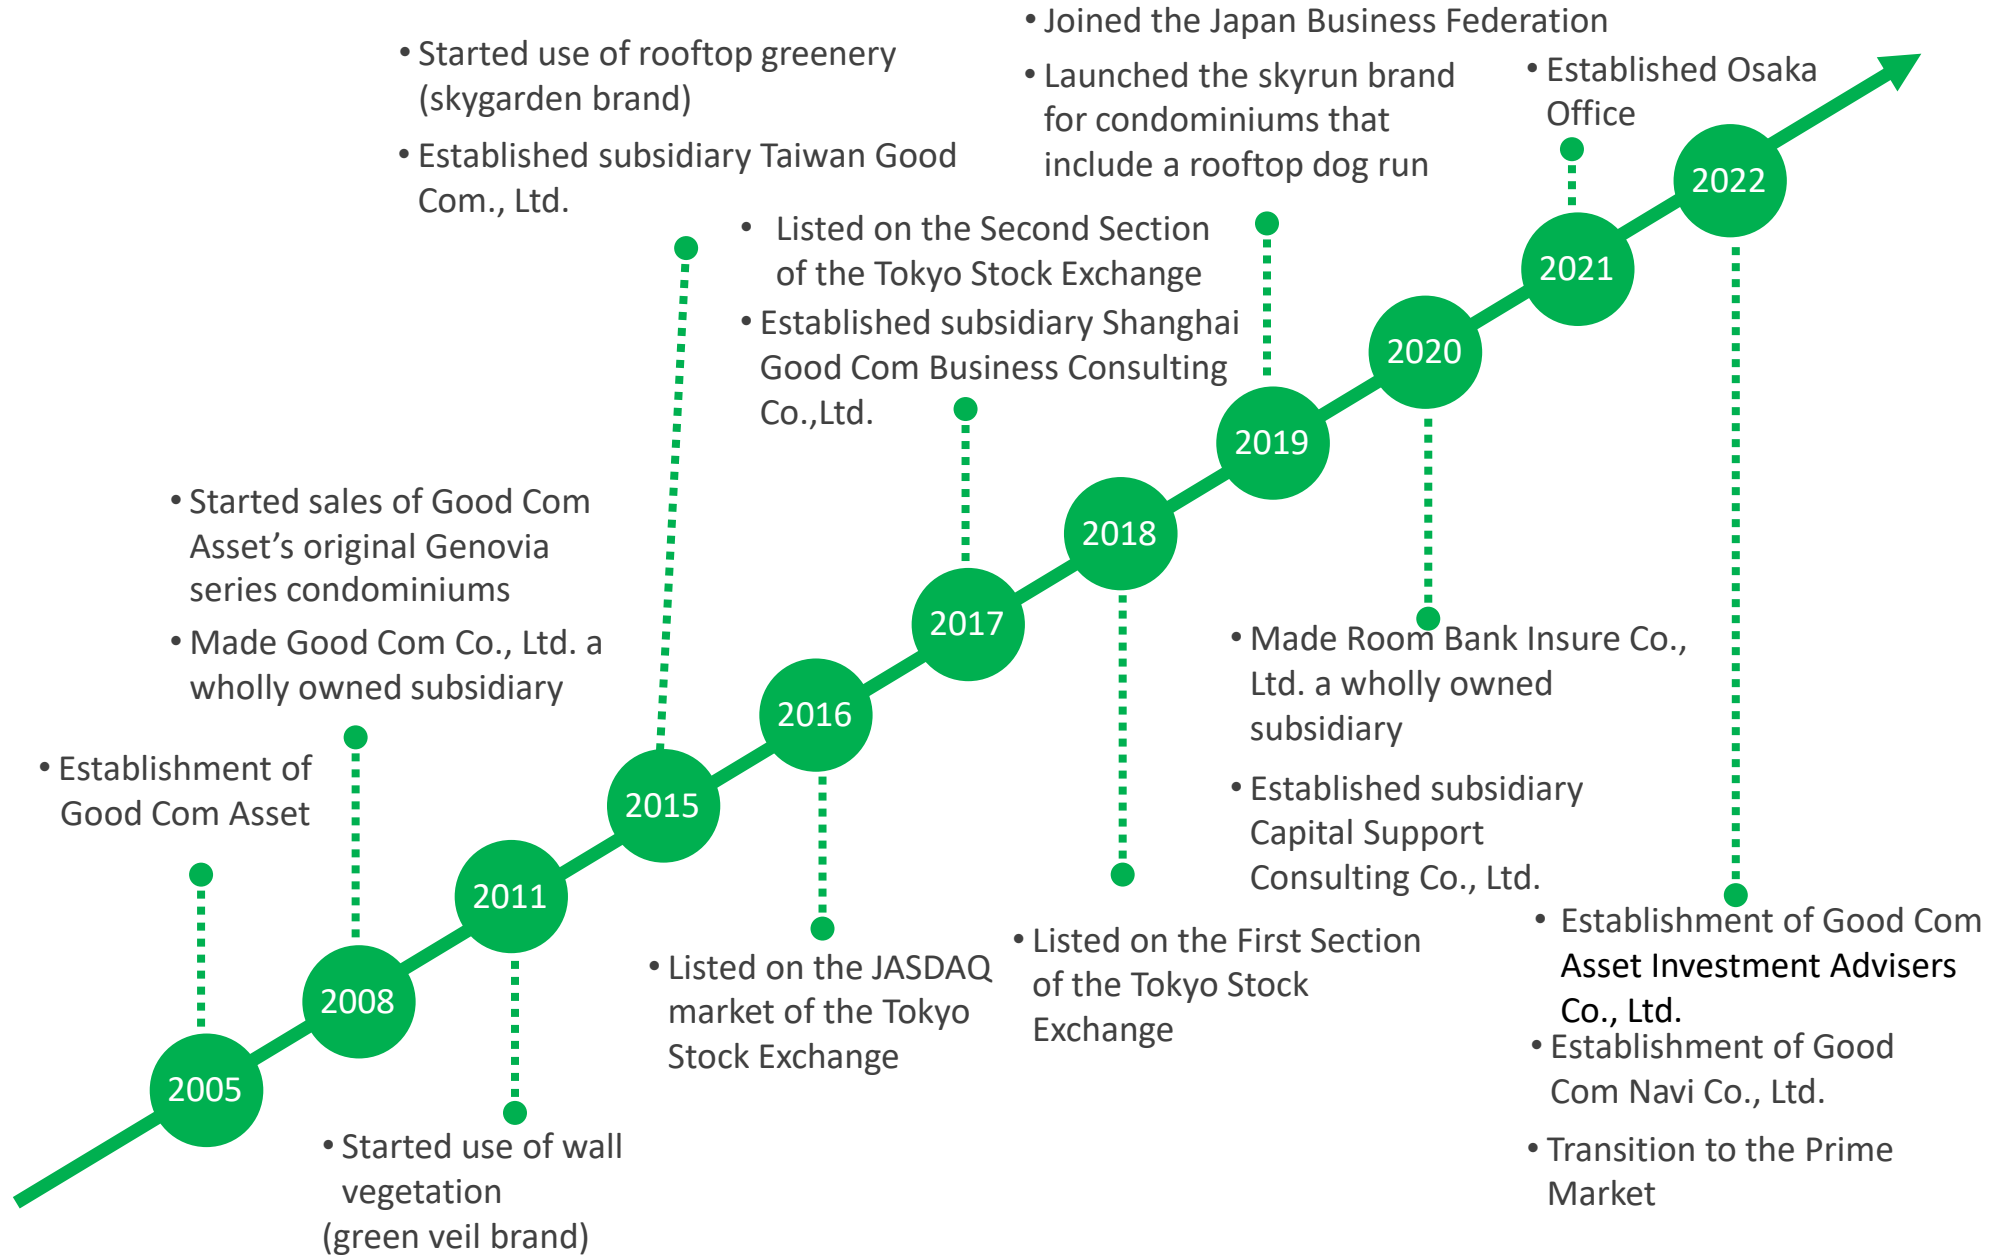 • Joined the Japan Business Federation
• Launched the skyrun brand
for condominiums that
include a rooftop dog run
• Started use of rooftop greenery
(skygarden brand)
• Established subsidiary Taiwan Good
Com., Ltd.
• Established Osaka
Office
2022
• Listed on the Second Section
of the Tokyo Stock Exchange
• Established subsidiary Shanghai
Good Com Business Consulting
Co.,Ltd.
2021
2020
2019
• Started sales of Good Com
Asset’s original Genovia
series condominiums
• Made Good Com Co., Ltd. a
wholly owned subsidiary
2018
2017
• Made Room Bank Insure Co.,
Ltd. a wholly owned
subsidiary
• Established subsidiary
Capital Support
Consulting Co., Ltd.
2016
• Establishment of
Good Com Asset
2015
2011
• Listed on the JASDAQ
market of the Tokyo
Stock Exchange
• Listed on the First Section
of the Tokyo Stock
Exchange
• Establishment of Good Com
Asset Investment Advisers
Co., Ltd.
• Establishment of Good
Com Navi Co., Ltd.
• Transition to the Prime
Market
2008
2005
• Started use of wall
vegetation
(green veil brand)